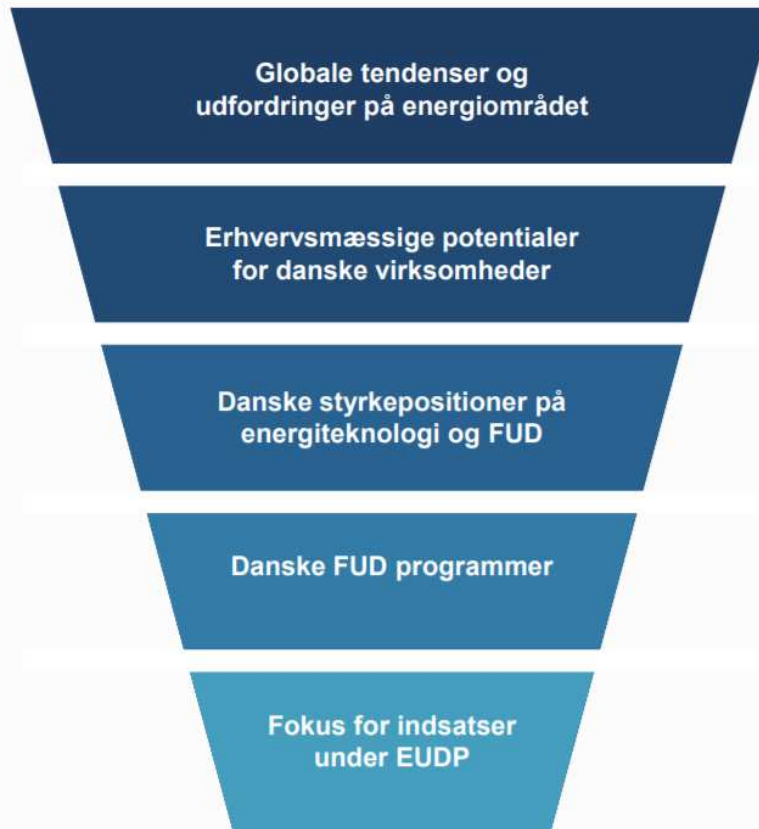 Globale tendenser og
udfordringer på energiområdet
Erhvervsmæssige potentialer
for danske virksomheder
Danske styrkepositioner på
energiteknologi og FUD
Danske FUD programmer
Fokus for indsatser
under EUDP